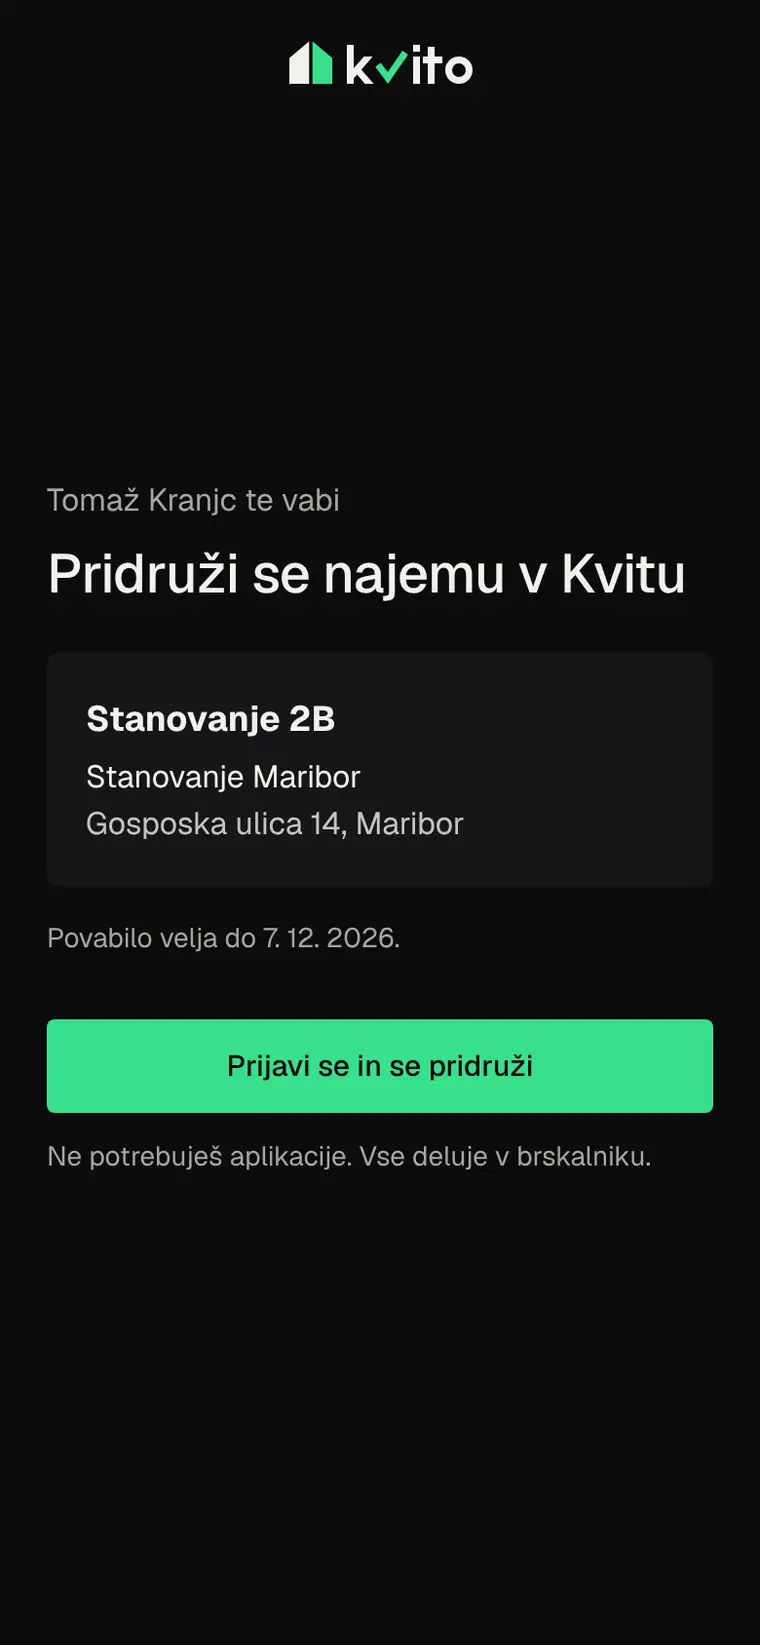 kvito
Tomaž Kranjc te vabi
Pridruži se najemu v Kvitu
Stanovanje 2B
Stanovanje Maribor
Gosposka ulica 14, Maribor
Povabilo velja do 7. 12. 2026.
Prijavi se in se pridruži
Ne potrebuješ aplikacije. Vse deluje v brskalniku.